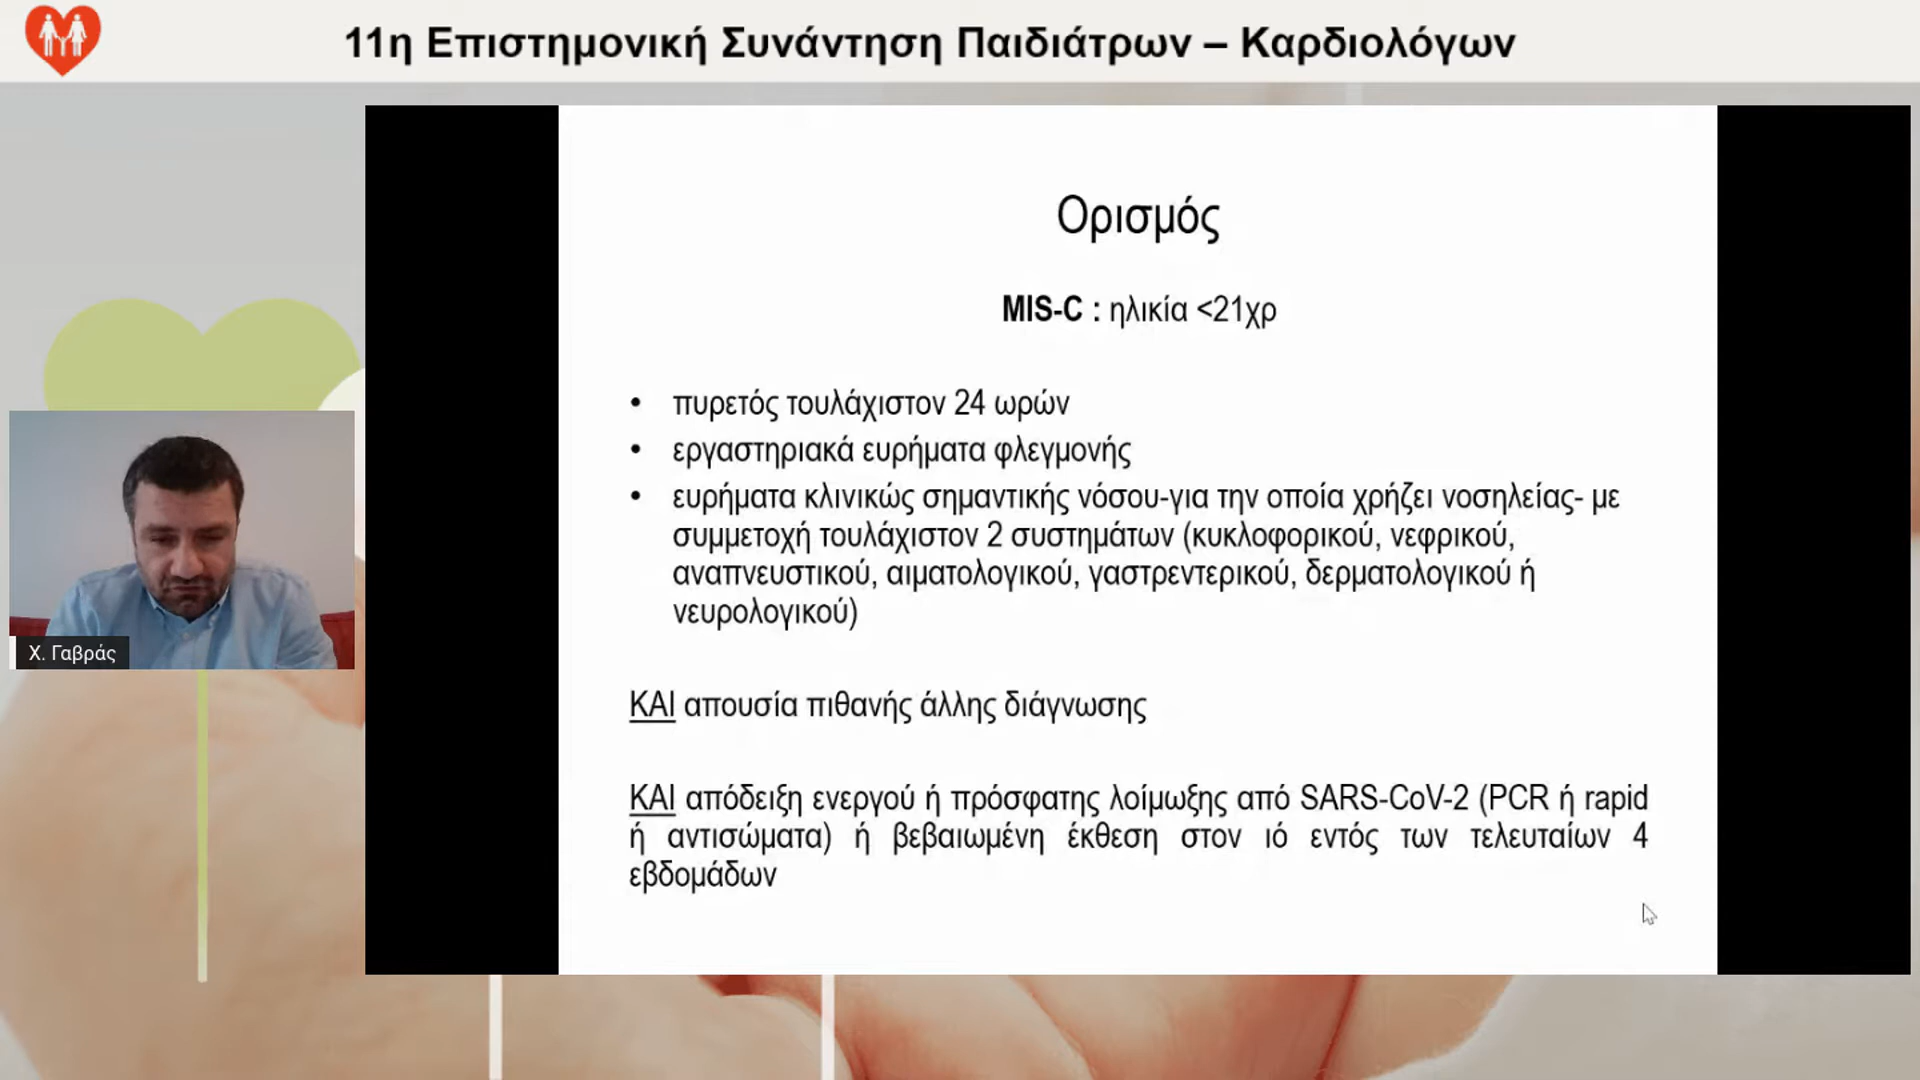 11η Επιστημονική Συνάντηση Παιδιάτρων – Καρδιολόγων
Ορισμός
MIS-C : ηλικία <21χρ
• πυρετός τουλάχιστον 24 ωρών
• εργαστηριακά ευρήματα φλεγμονής
• ευρήματα κλινικώς σημαντικής νόσου-για την οποία χρήζει νοσηλείας- με
συμμετοχή τουλάχιστον 2 συστημάτων (κυκλοφορικού, νεφρικού,
αναπνευστικού, αιματολογικού, γαστρεντερικού, δερματολογικού ή
νευρολογικού)
ΚΑΙ απουσία πιθανής άλλης διάγνωσης
ΚΑΙ απόδειξη ενεργού ή πρόσφατης λοίμωξης από SARS-CoV-2 (PCR ή rapid
ή αντισώματα) ή βεβαιωμένη έκθεση στον ιό εντός των τελευταίων 4
εβδομάδων
Χ. Γαβράς